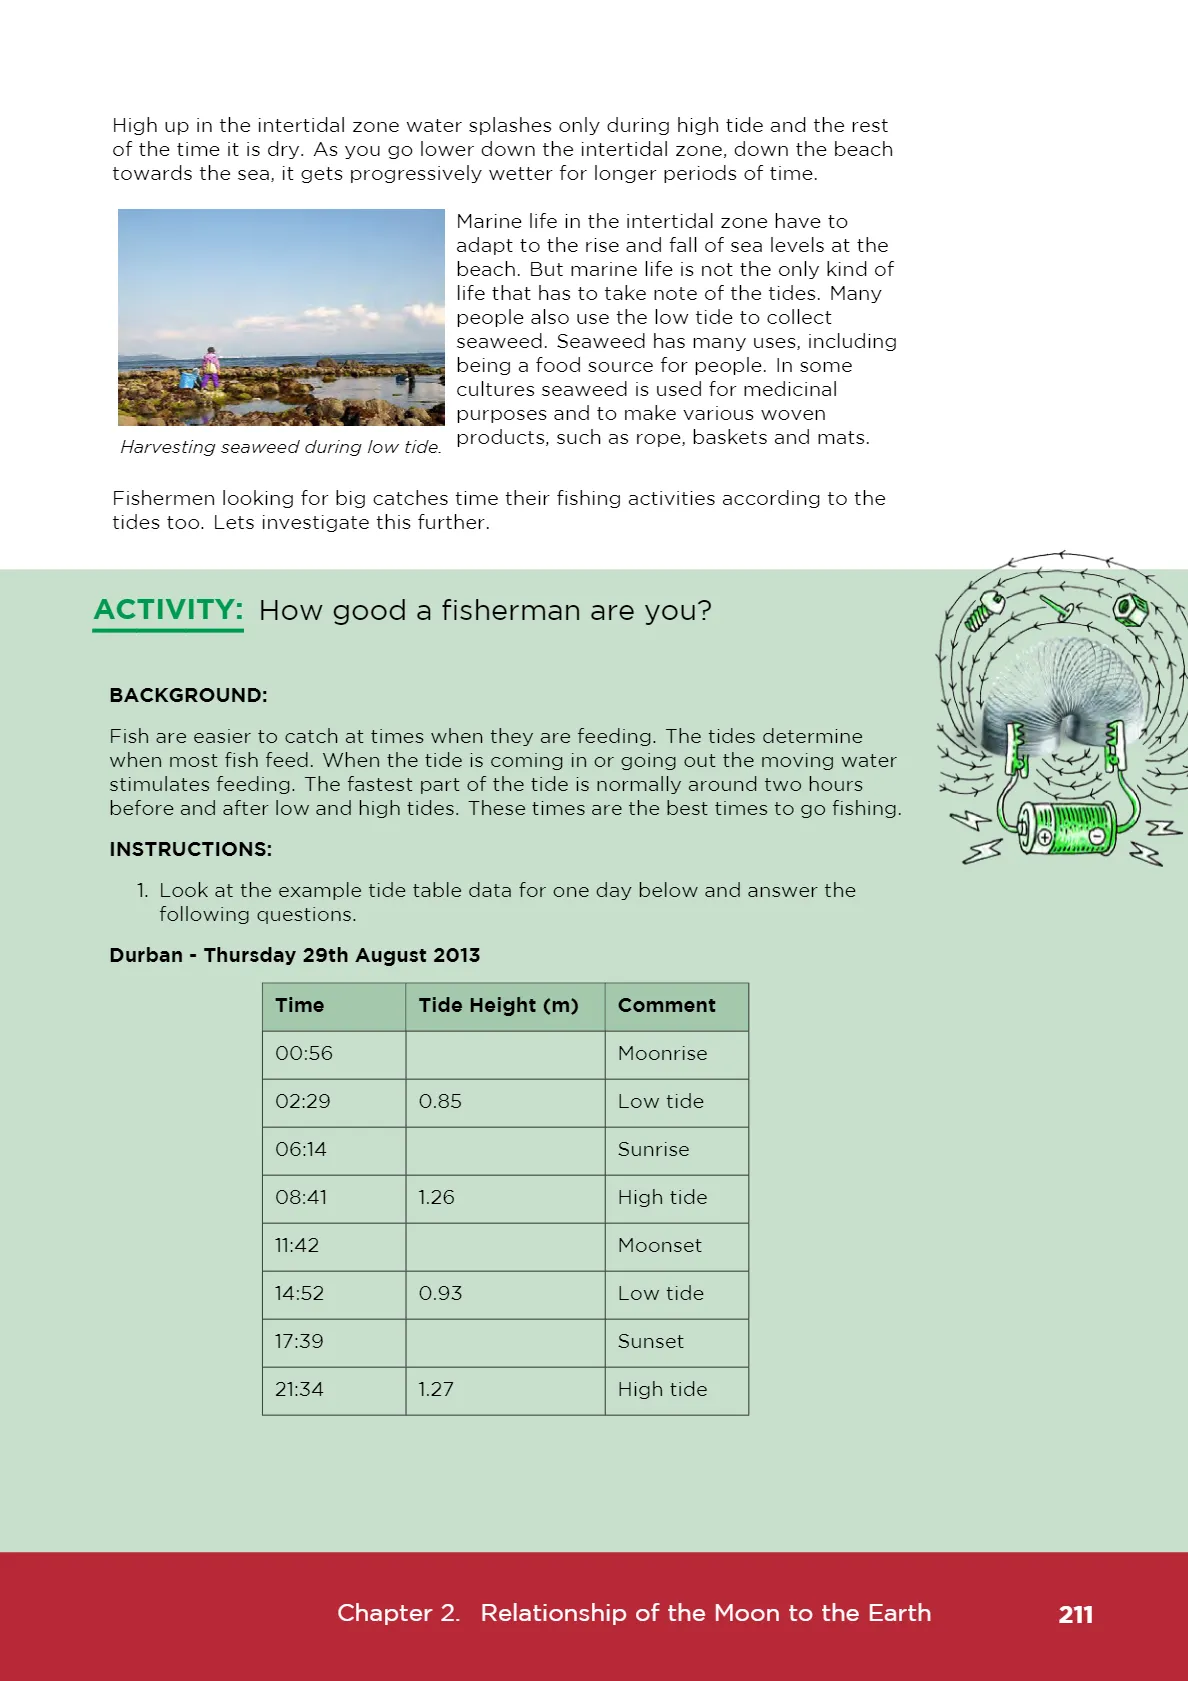 High up in the intertidal zone water splashes only during high tide and the rest
of the time it is dry. As you go lower down the intertidal zone, down the beach
towards the sea, it gets progressively wetter for longer periods of time.
Marine life in the intertidal zone have to
adapt to the rise and fall of sea levels at the
beach. But marine life is not the only kind of
life that has to take note of the tides. Many
people also use the low tide to collect
seaweed. Seaweed has many uses, including
being a food source for people. In some
cultures seaweed is used for medicinal
purposes and to make various woven
products, such as rope, baskets and mats.
Harvesting seaweed during low tide.
Fishermen looking for big catches time their fishing activities according to the
tides too. Lets investigate this further.
ACTIVITY: How good a fisherman are you?
BACKGROUND:
Fish are easier to catch at times when they are feeding. The tides determine
when most fish feed. When the tide is coming in or going out the moving water
stimulates feeding. The fastest part of the tide is normally around two hours
before and after low and high tides. These times are the best times to go fishing.
INSTRUCTIONS:
1. Look at the example tide table data for one day below and answer the
following questions.
Durban - Thursday 29th August 2013
Time Tide Height (m) Comment
00:56 Moonrise
02:29 0.85 Low tide
06:14 Sunrise
08:41 1.26 High tide
11:42 Moonset
14:52 0.93 Low tide
17:39 Sunset
21:34 1.27 High tide
Chapter 2. Relationship of the Moon to the Earth 211